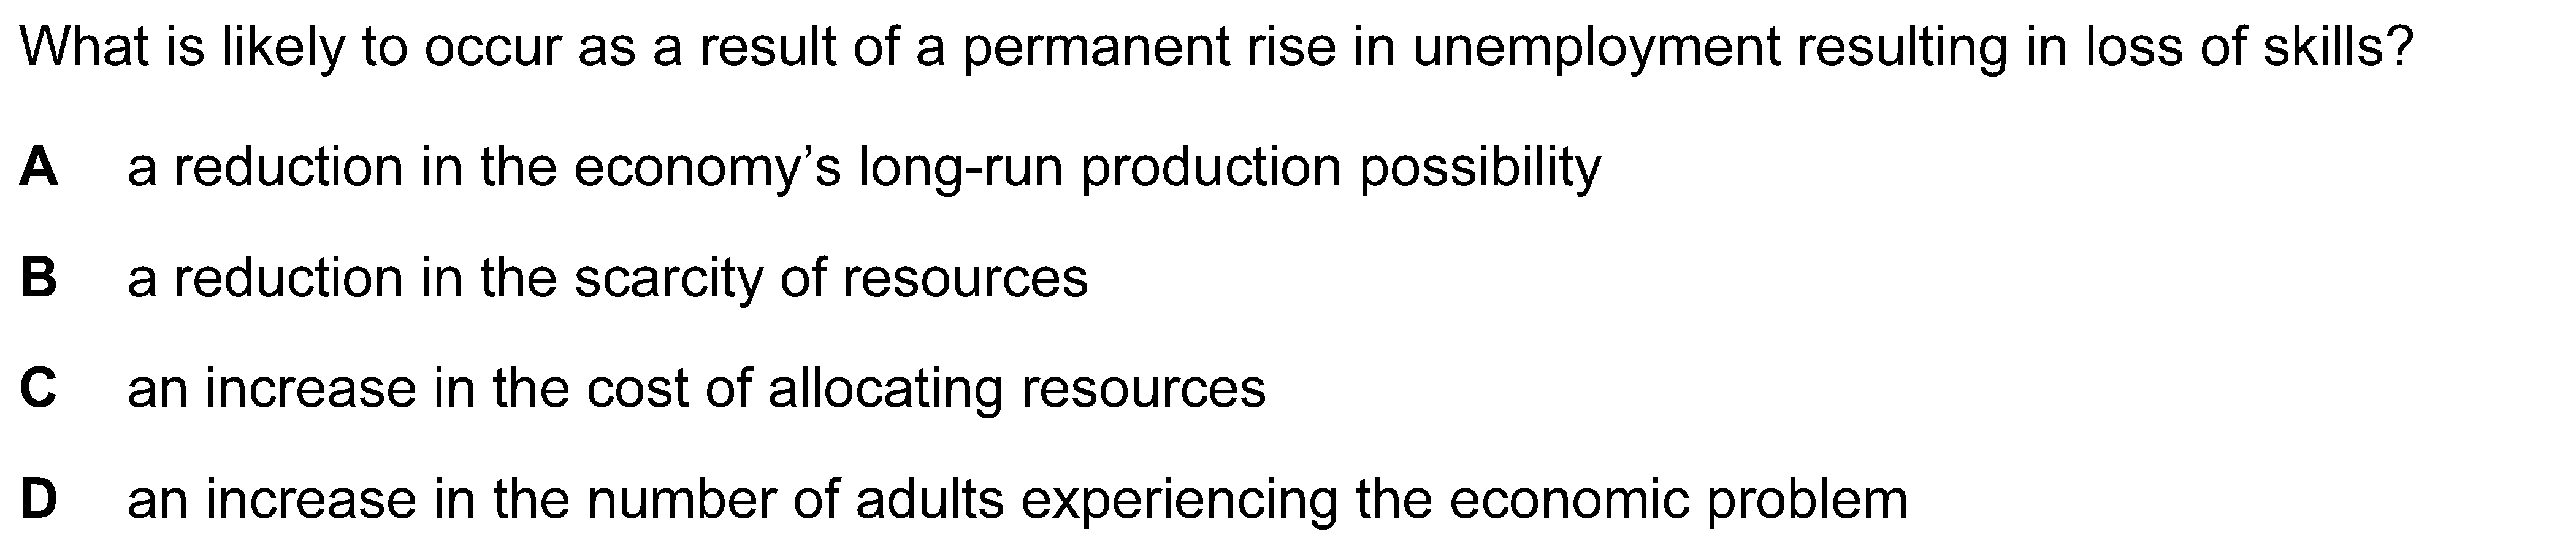 What is likely to occur as a result of a permanent rise in unemployment resulting in loss of skills?
A a reduction in the economy’s long-run production possibility
B a reduction in the scarcity of resources
C an increase in the cost of allocating resources
D an increase in the number of adults experiencing the economic problem